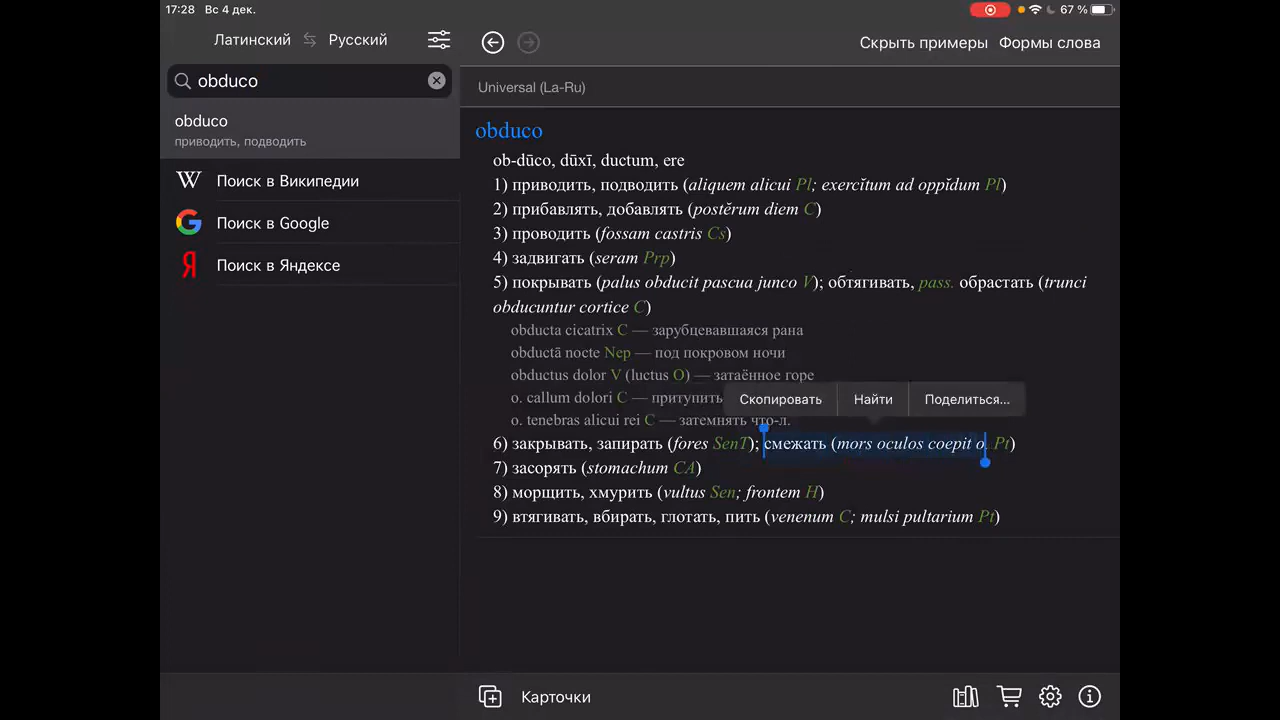 17:28 Вс 4 дек. 67 %
Латинский Русский
Скрыть примеры Формы слова
obduco
Universal (La-Ru)
obduco
приводить, подводить
Поиск в Википедии
Поиск в Google
Поиск в Яндексе
obduco
ob-dūco, dūxī, ductum, ere
1) приводить, подводить (aliquem alicui Pl; exercĭtum ad oppĭdum Pl)
2) прибавлять, добавлять (postĕrum diem C)
3) проводить (fossam castris Cs)
4) задвигать (seram Prp)
5) покрывать (palus obducit pascua junco V); обтягивать, pass. обрастать (trunci
obducuntur cortice C)
obducta cicatrix C — зарубцевавшаяся рана
obductā nocte Nep — под покровом ночи
obductus dolor V (luctus O) — затаённое горе
o. callum dolori C — притупить
Скопировать Найти Поделиться...
o. tenebras alicui rei C — затемнять что-л.
6) закрывать, запирать (fores SenT); смежать (mors oculos coepit o. Pt)
7) засорять (stomachum CA)
8) морщить, хмурить (vultus Sen; frontem H)
9) втягивать, вбирать, глотать, пить (venenum C; mulsi pultarium Pt)
Карточки